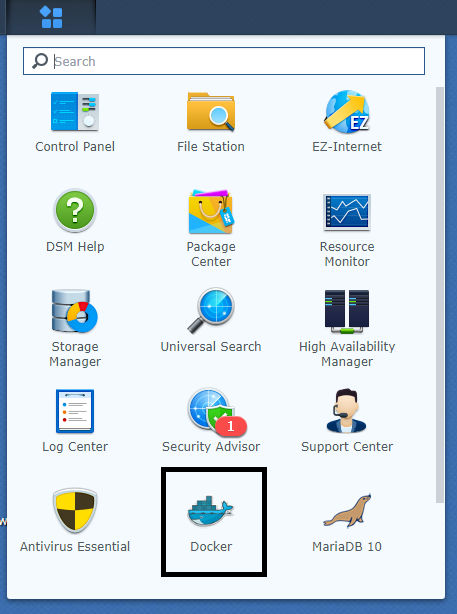 Search
Control Panel
File Station
EZ
EZ-Internet
?
DSM Help
Package
Center
Resource
Monitor
Storage
Manager
Universal Search
High Availability
Manager
Log Center
1
Security Advisor
Support Center
Antivirus Essential
Docker
MariaDB 10